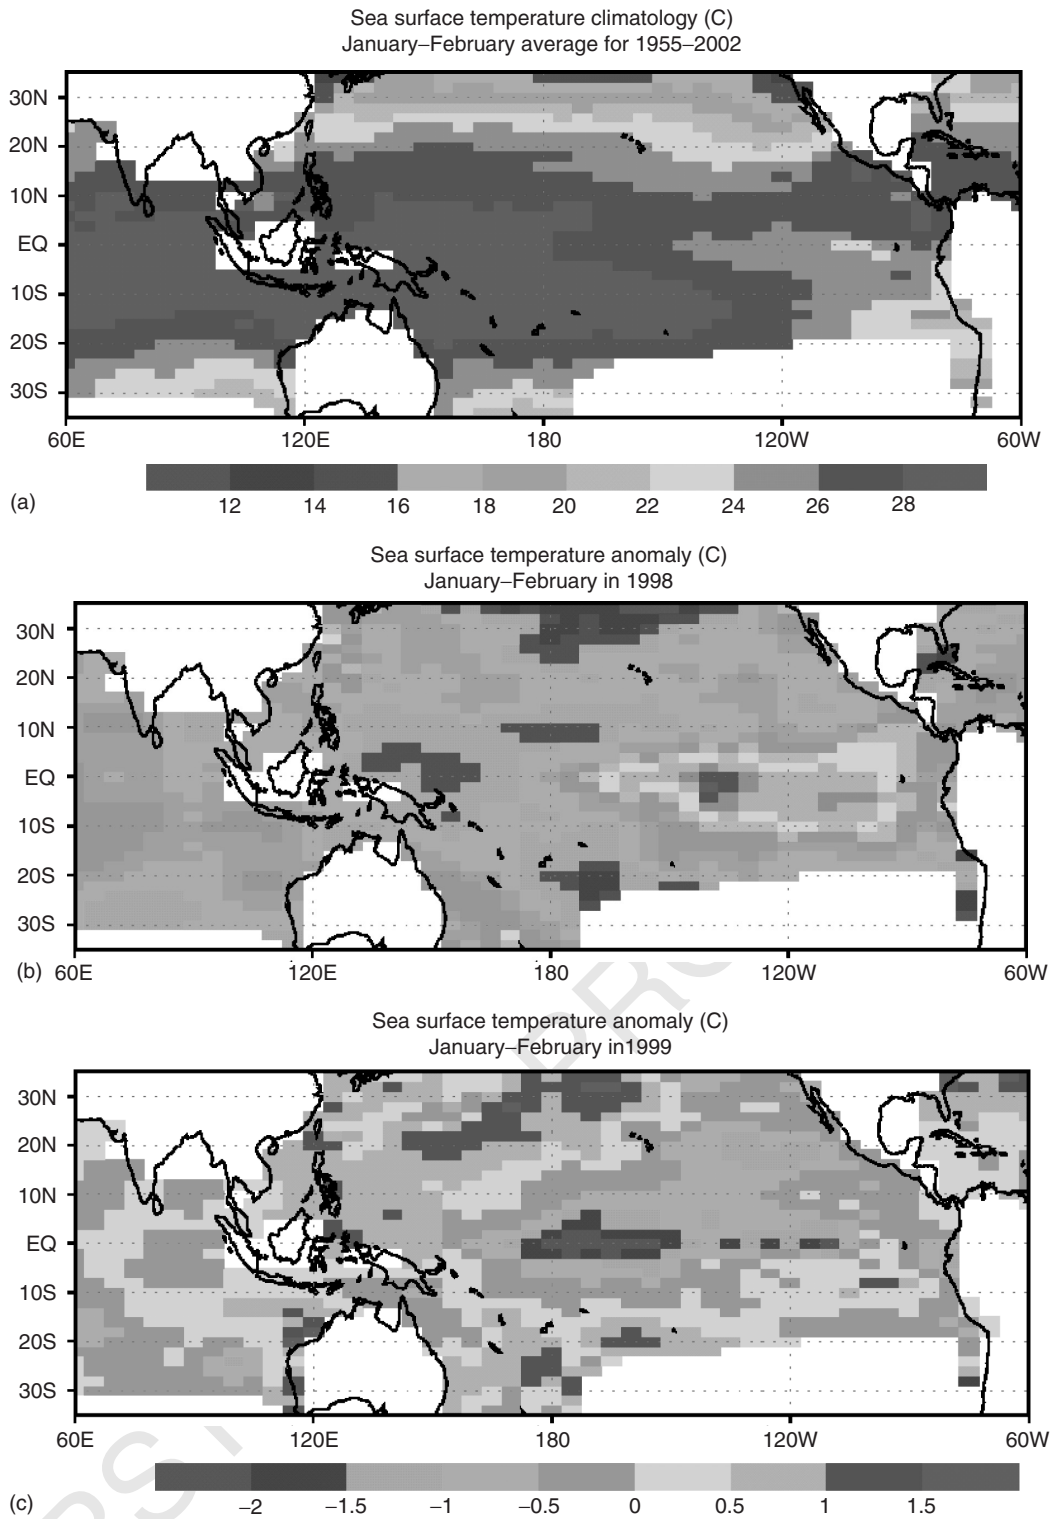 Sea surface temperature climatology (C)
January–February average for 1955–2002
30N
20N
10N
EQ
10S
20S
30S
60E 120E 180 120W 60W
(a)
12 14 16 18 20 22 24 26 28
Sea surface temperature anomaly (C)
January–February in 1998
30N
20N
10N
EQ
10S
20S
30S
(b) 60E 120E 180 120W 60W
Sea surface temperature anomaly (C)
January–February in1999
30N
20N
10N
EQ
10S
20S
30S
60E 120E 180 120W 60W
(c)
−2 −1.5 −1 −0.5 0 0.5 1 1.5